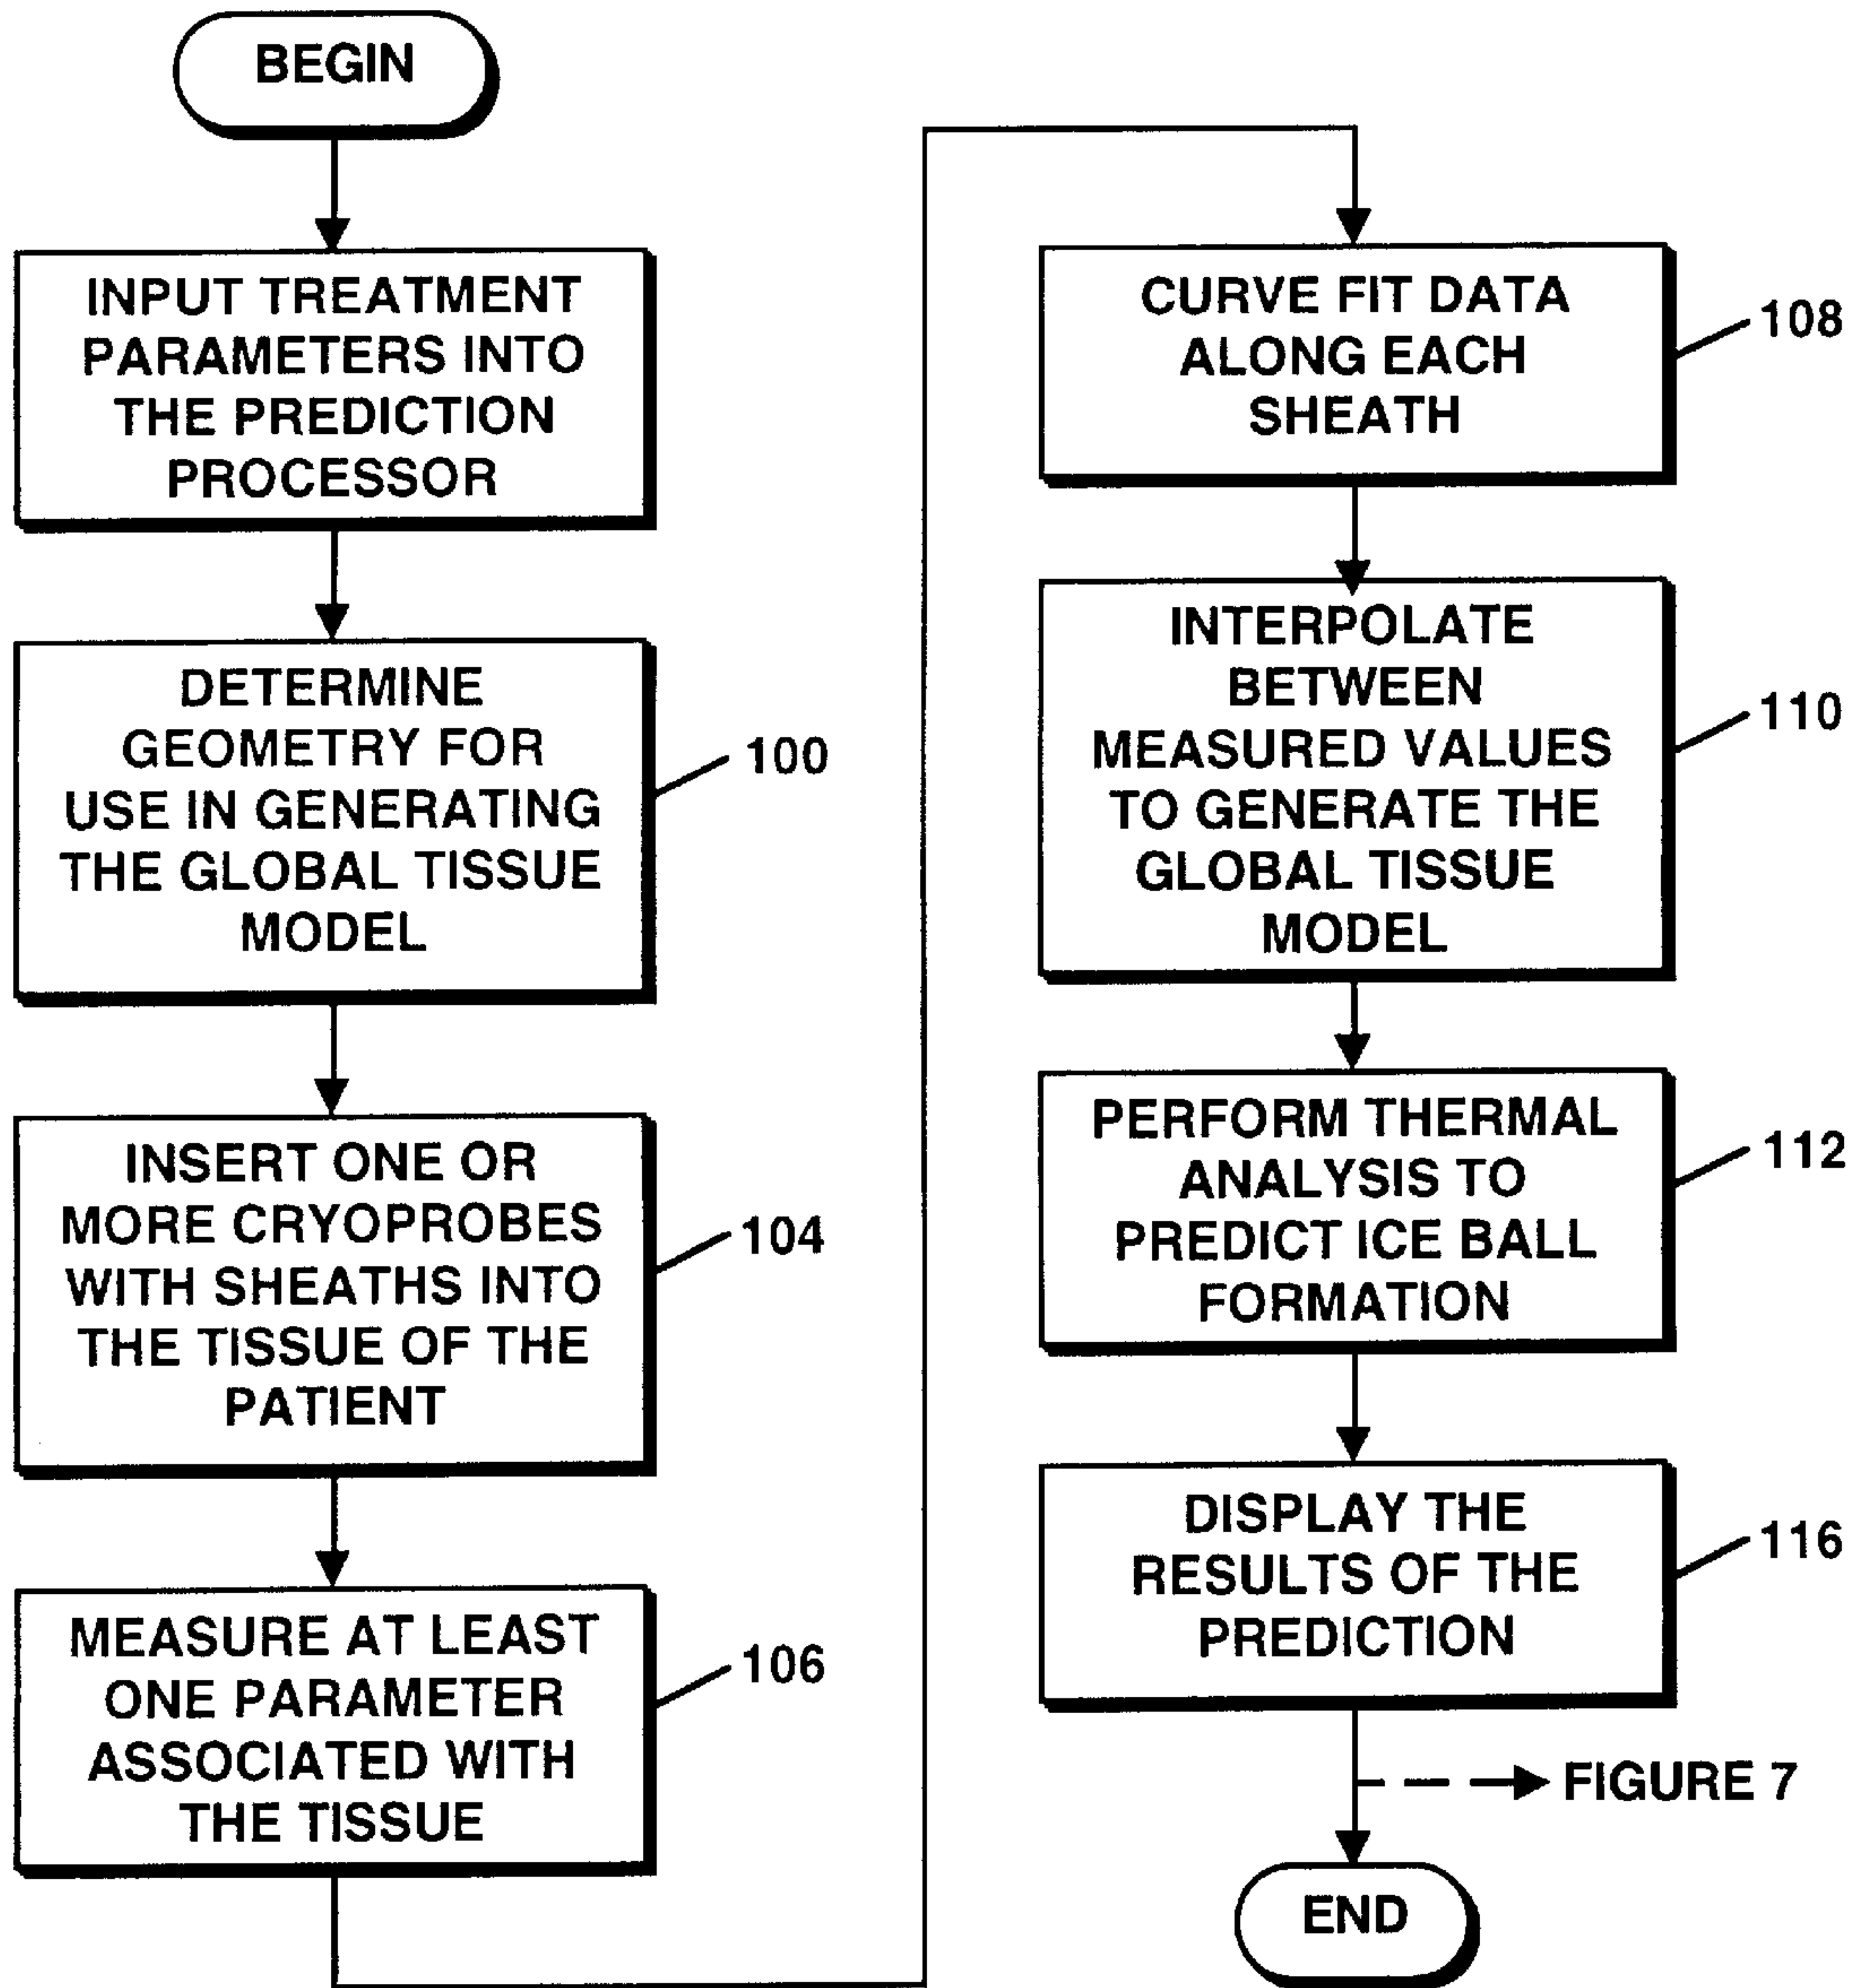 BEGIN
INPUT TREATMENT
PARAMETERS INTO
THE PREDICTION
PROCESSOR
DETERMINE
GEOMETRY FOR
USE IN GENERATING
THE GLOBAL TISSUE
MODEL
100
INSERT ONE OR
MORE CRYOPROBES
WITH SHEATHS INTO
THE TISSUE OF THE
PATIENT
104
MEASURE AT LEAST
ONE PARAMETER
ASSOCIATED WITH
THE TISSUE
106
CURVE FIT DATA
ALONG EACH
SHEATH
108
INTERPOLATE
BETWEEN
MEASURED VALUES
TO GENERATE THE
GLOBAL TISSUE
MODEL
110
PERFORM THERMAL
ANALYSIS TO
PREDICT ICE BALL
FORMATION
112
DISPLAY THE
RESULTS OF THE
PREDICTION
116
FIGURE 7
END